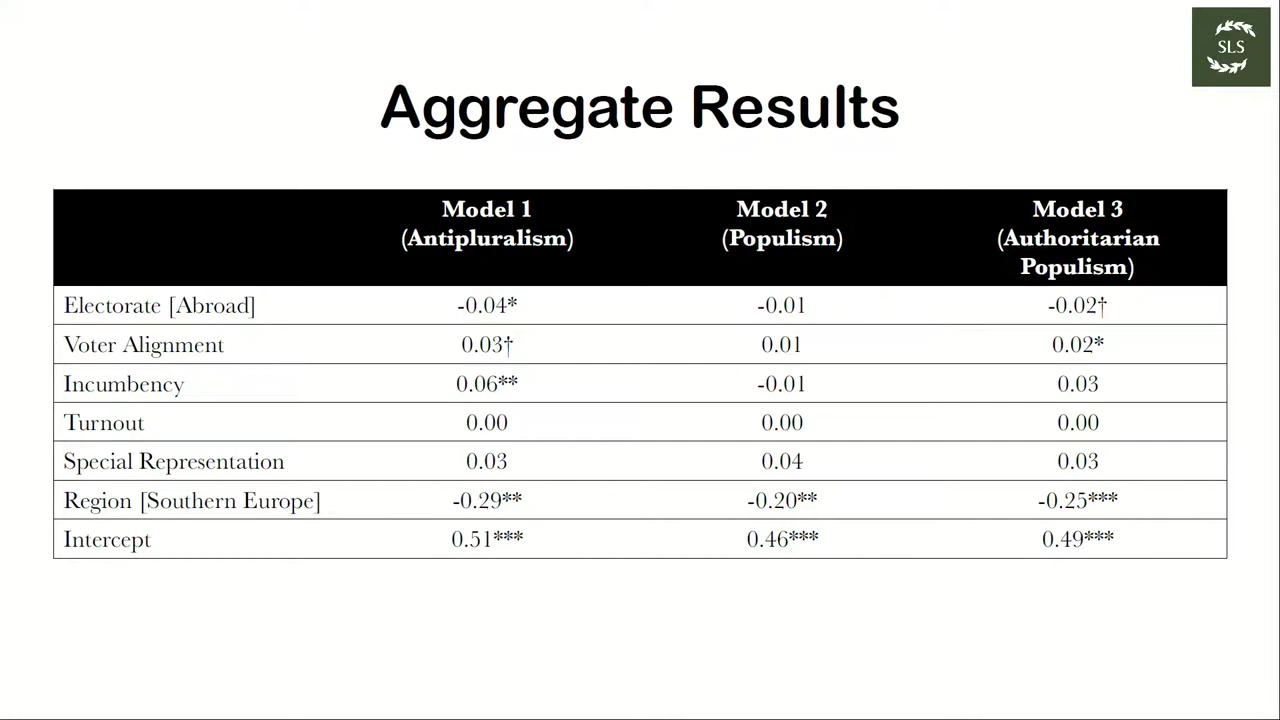 SLS
Aggregate Results
Model 1 Model 2 Model 3
(Antipluralism) (Populism) (Authoritarian
Populism)
Electorate [Abroad] -0.04* -0.01 -0.02†
Voter Alignment 0.03† 0.01 0.02*
Incumbency 0.06** -0.01 0.03
Turnout 0.00 0.00 0.00
Special Representation 0.03 0.04 0.03
Region [Southern Europe] -0.29** -0.20** -0.25***
Intercept 0.51*** 0.46*** 0.49***